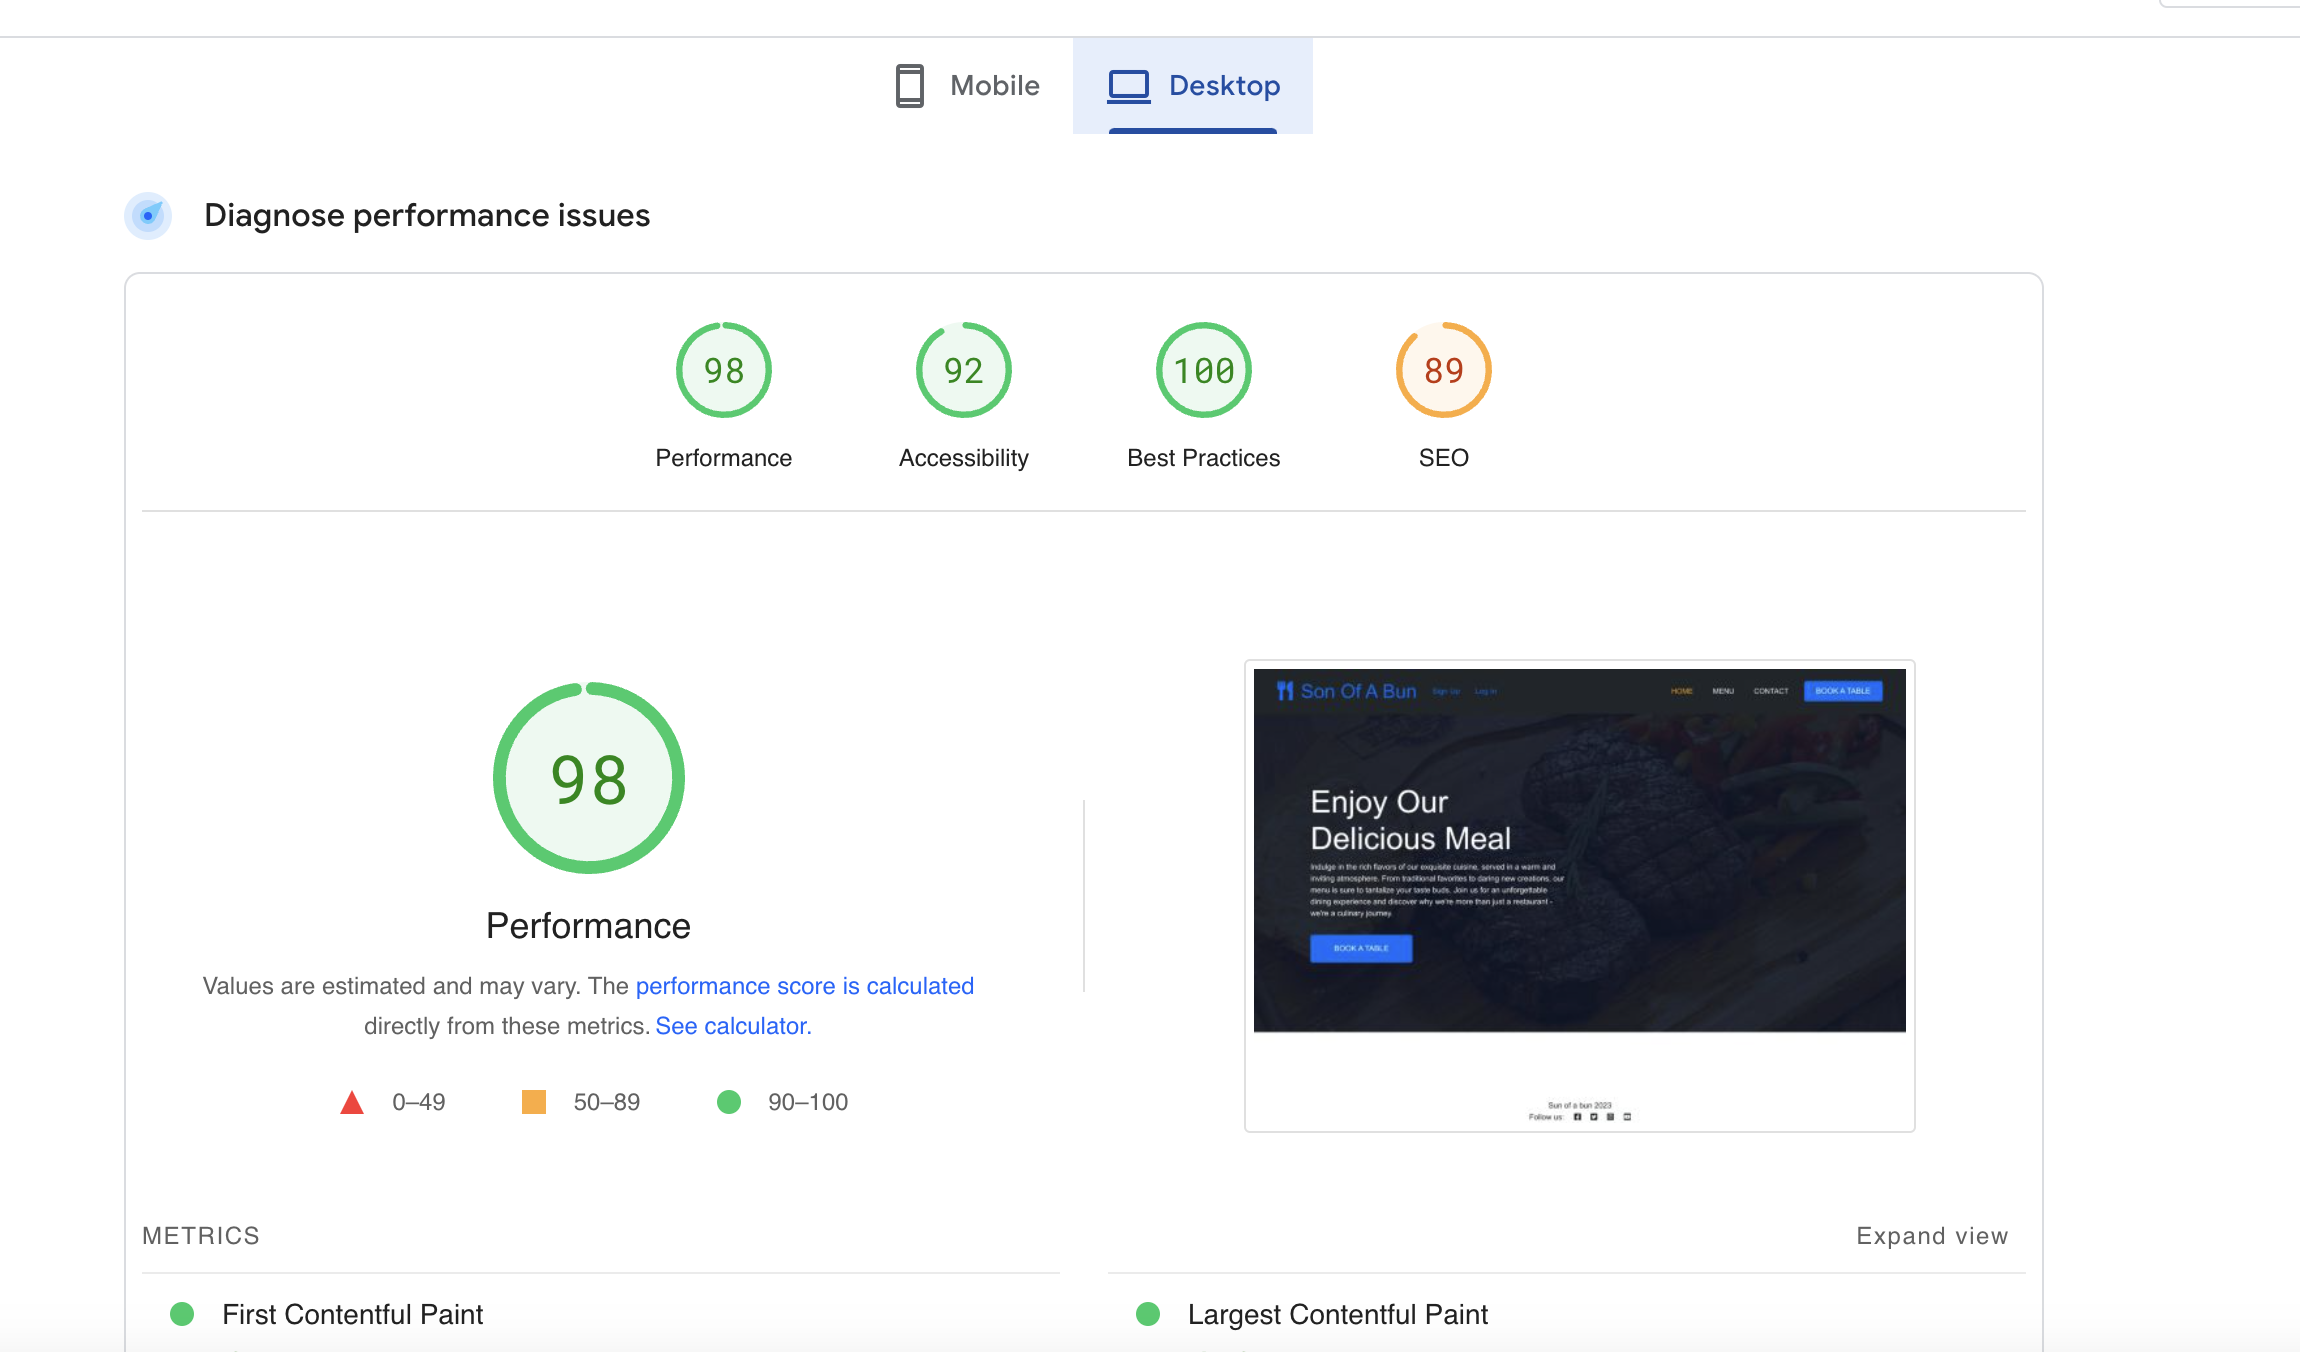 Mobile
Desktop
Diagnose performance issues
98
92
100
89
Performance
Accessibility
Best Practices
SEO
98
Performance
Values are estimated and may vary. The performance score is calculated
directly from these metrics. See calculator.
0–49
50–89
90–100
Son Of A Bun
Sign Up
Log In
HOME
MENU
CONTACT
BOOK A TABLE
Enjoy Our
Delicious Meal
Indulge in the rich flavors of our exquisite cuisine, served in a warm and
inviting atmosphere. From traditional favorites to daring new creations, our
menu is sure to tantalize your taste buds. Join us for an unforgettable
dining experience and discover why we're more than just a restaurant -
we're a culinary journey.
BOOK A TABLE
Sun of a bun 2023
Follow us:
METRICS
Expand view
First Contentful Paint
Largest Contentful Paint